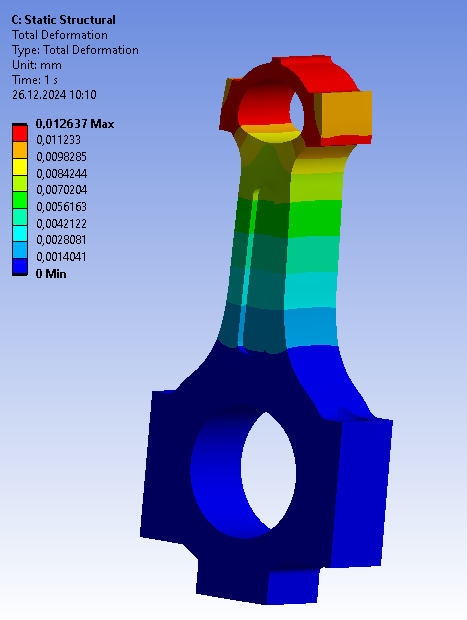 C: Static Structural
Total Deformation
Type: Total Deformation
Unit: mm
Time: 1 s
26.12.2024 10:10
0,012637 Max
0,011233
0,0098285
0,0084244
0,0070204
0,0056163
0,0042122
0,0028081
0,0014041
0 Min